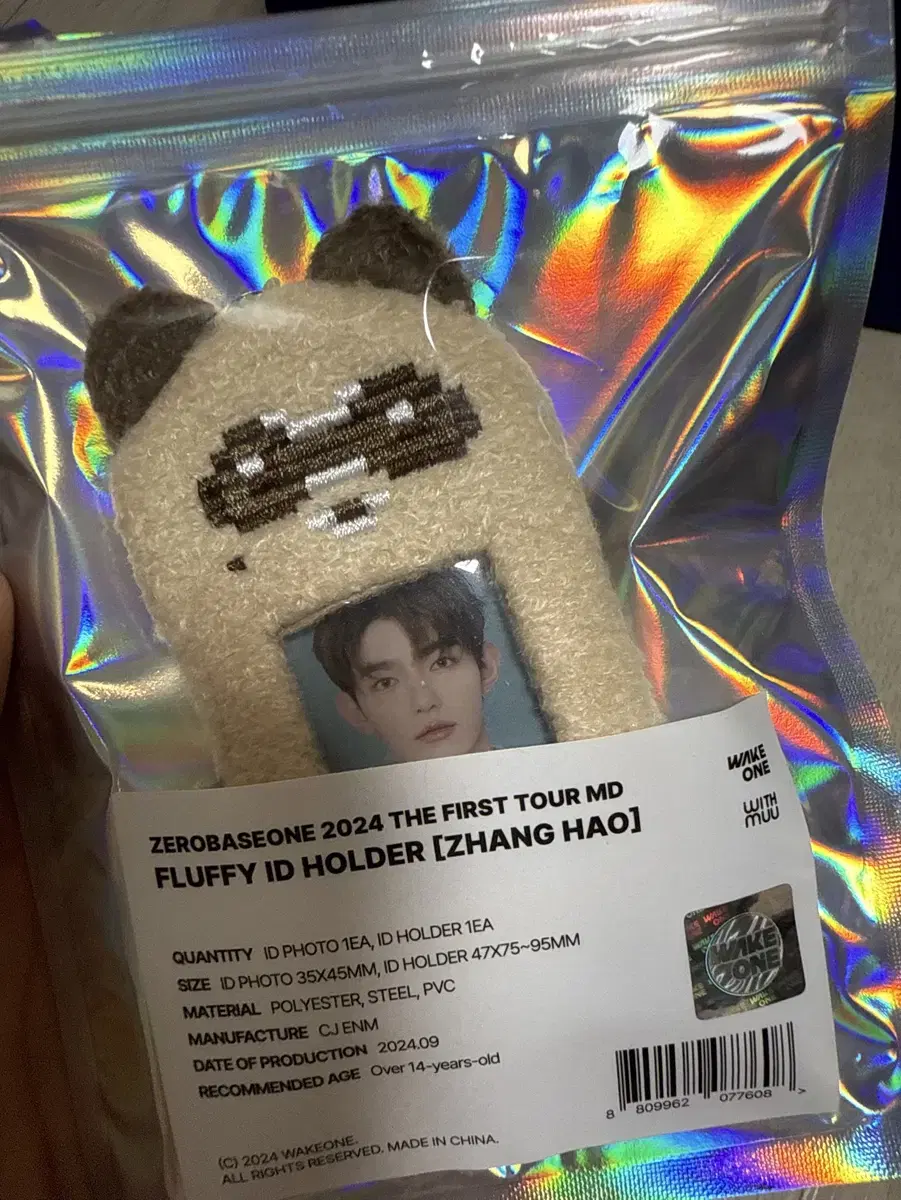 ZEROBASEONE 2024 THE FIRST TOUR MD
FLUFFY ID HOLDER [ZHANG HAO]
WAKE
ONE
WITH
MUU
QUANTITY ID PHOTO 1EA, ID HOLDER 1EA
SIZE ID PHOTO 35X45MM, ID HOLDER 47X75~95MM
MATERIAL POLYESTER, STEEL, PVC
MANUFACTURE CJ ENM
DATE OF PRODUCTION 2024.09
RECOMMENDED AGE Over 14-years-old
WAKE
ONE
8 809962 077608 >
(C) 2024 WAKEONE.
ALL RIGHTS RESERVED. MADE IN CHINA.